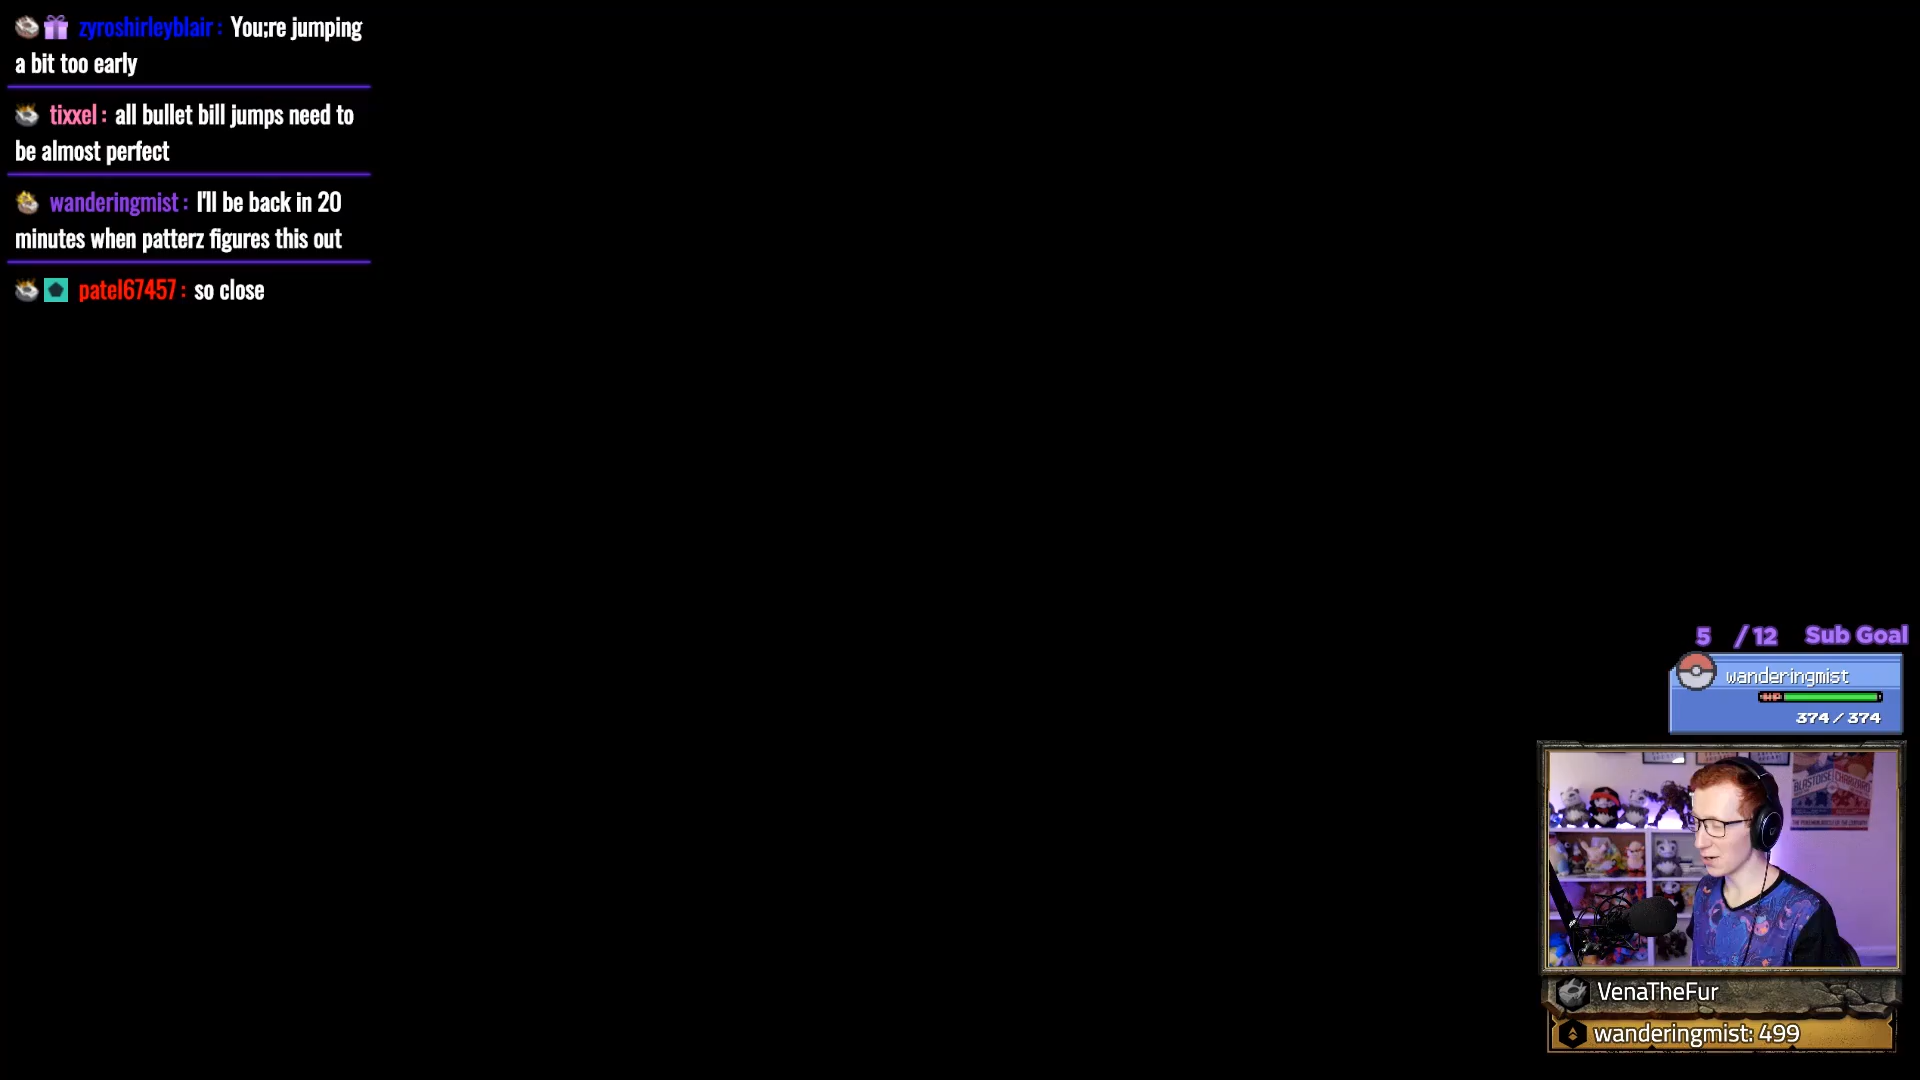 zyroshirleyblair : You;re jumping
a bit too early
tixxel : all bullet bill jumps need to
be almost perfect
wanderingmist : I'll be back in 20
minutes when patterz figures this out
patel67457 : so close
5 /12 Sub Goal
wanderingmist
HP
374/374
BLASTOISE CHARIZARD
VenaTheFur
wanderingmist: 499